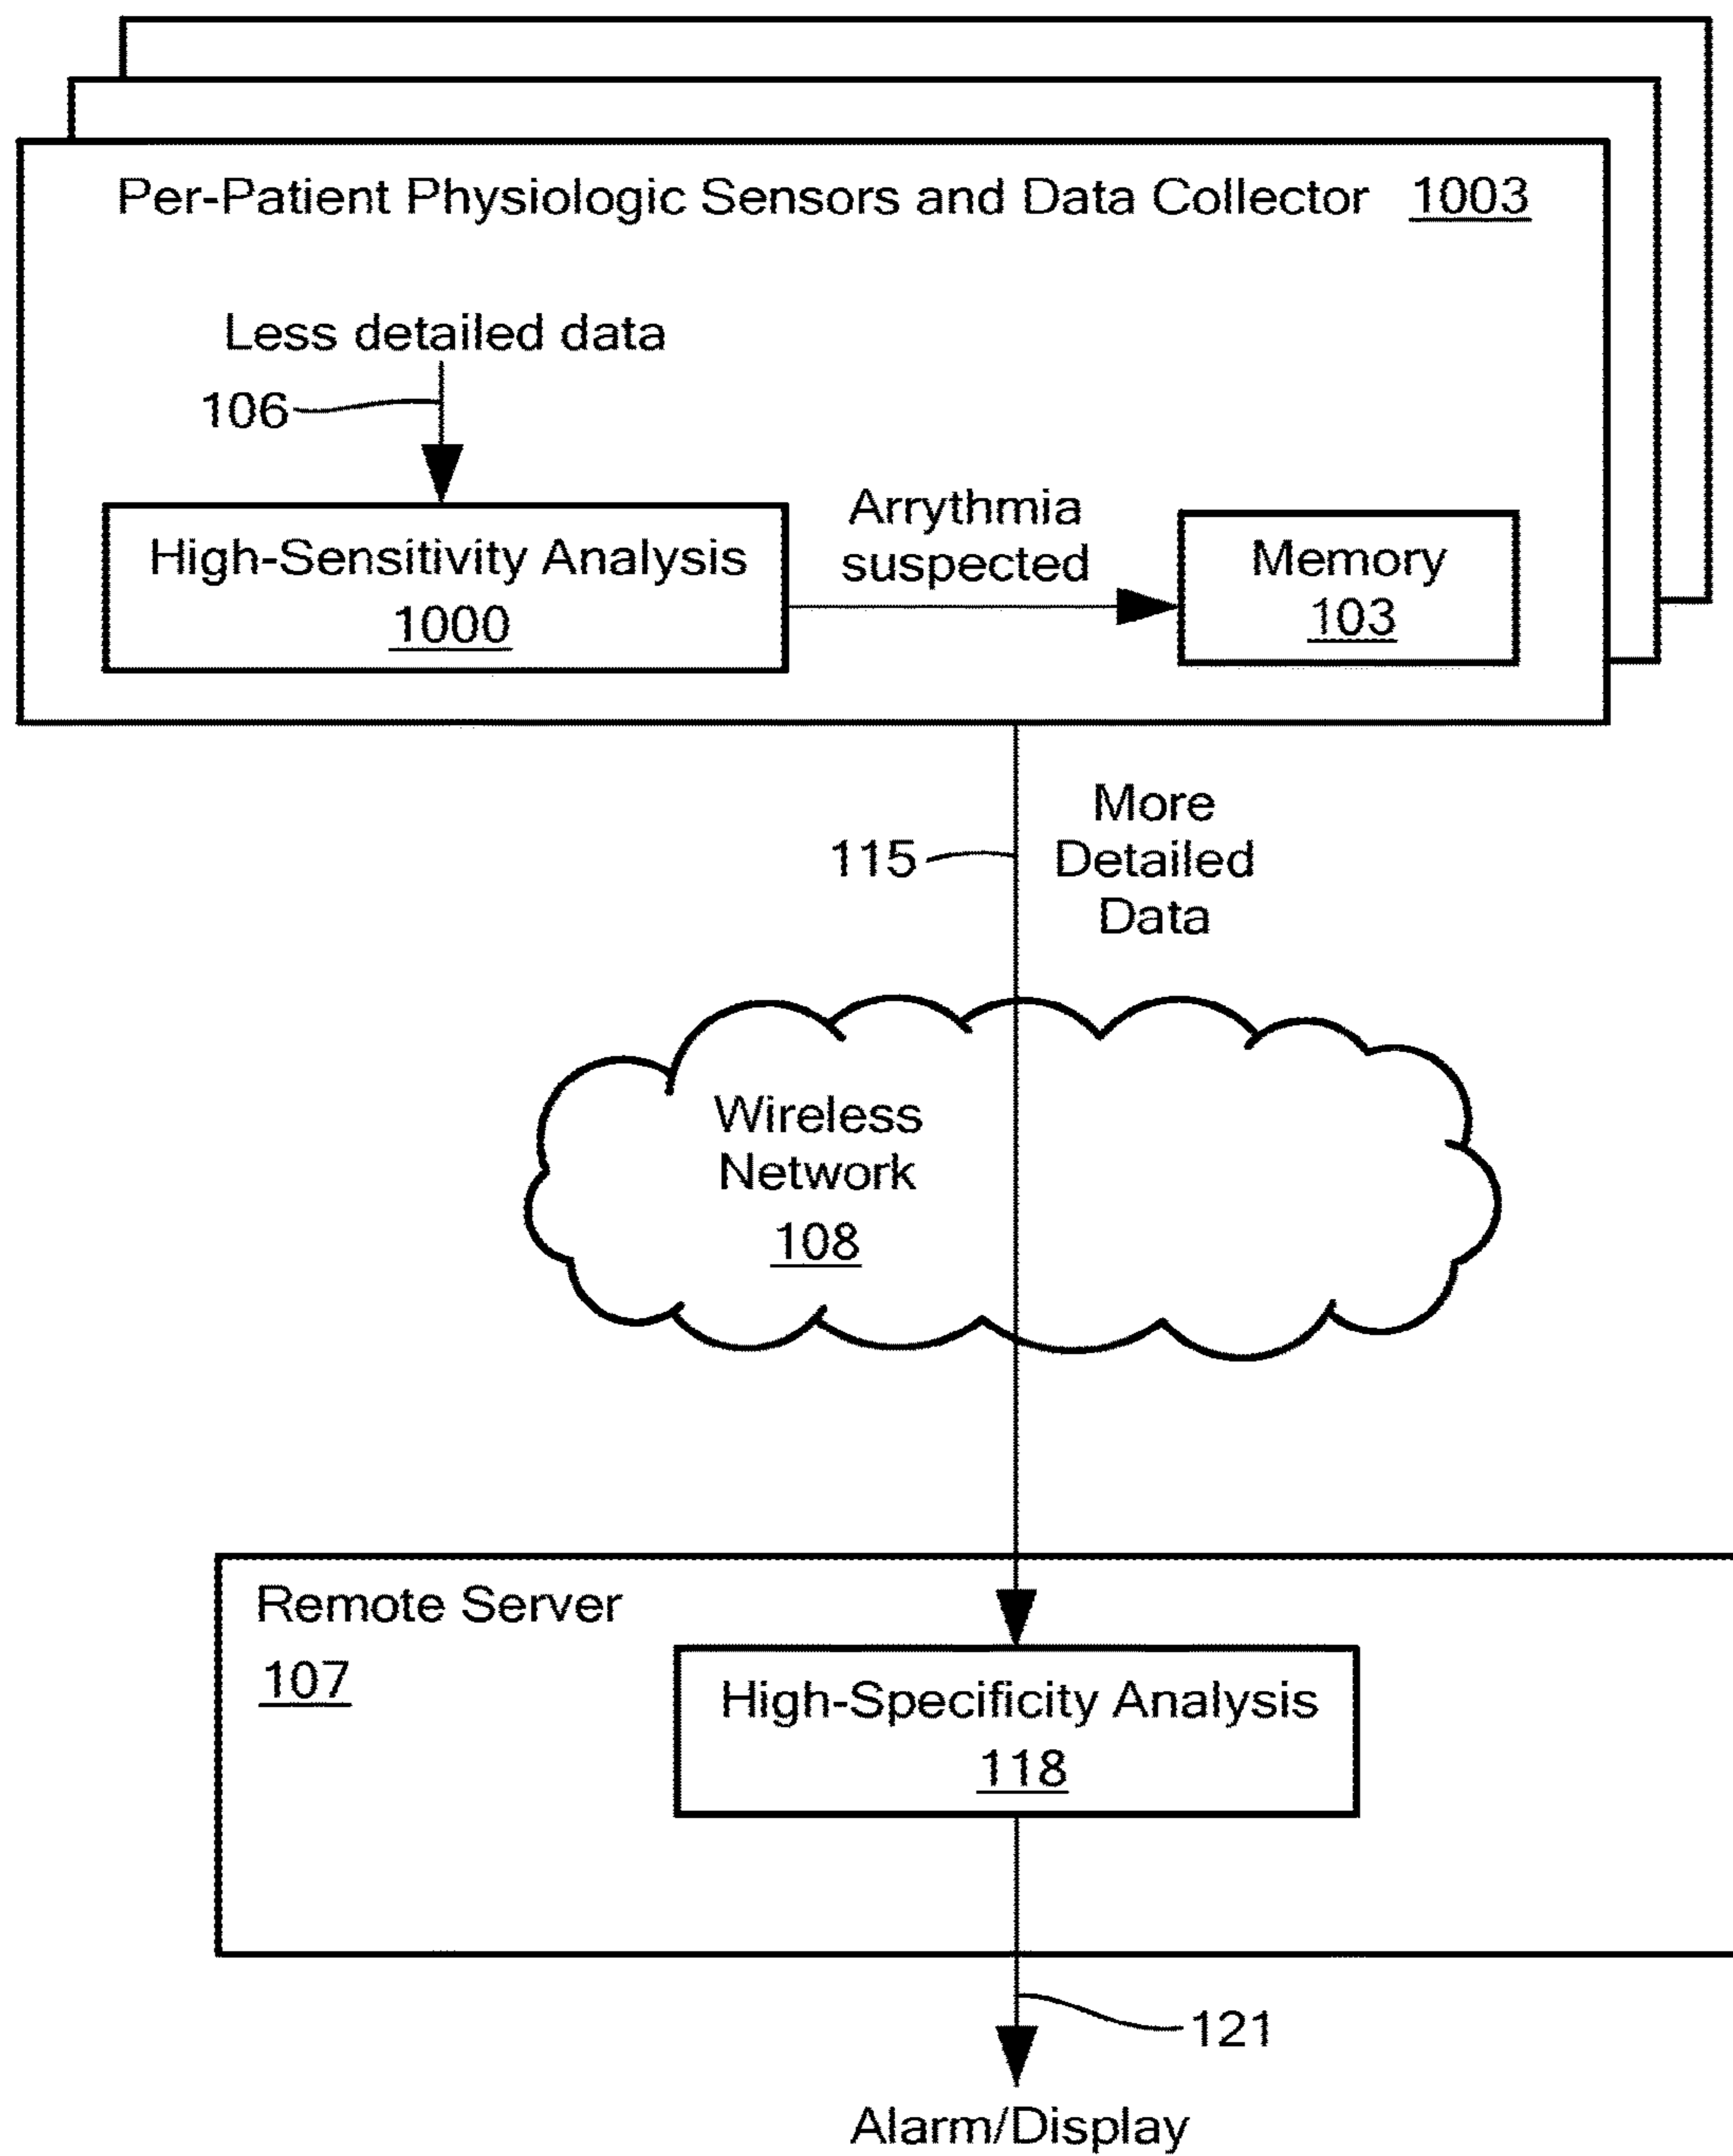 Per-Patient Physiologic Sensors and Data Collector 1003
Less detailed data
106
High-Sensitivity Analysis
1000
Arrythmia
suspected
Memory
103
115
More
Detailed
Data
Wireless
Network
108
Remote Server
107
High-Specificity Analysis
118
121
Alarm/Display